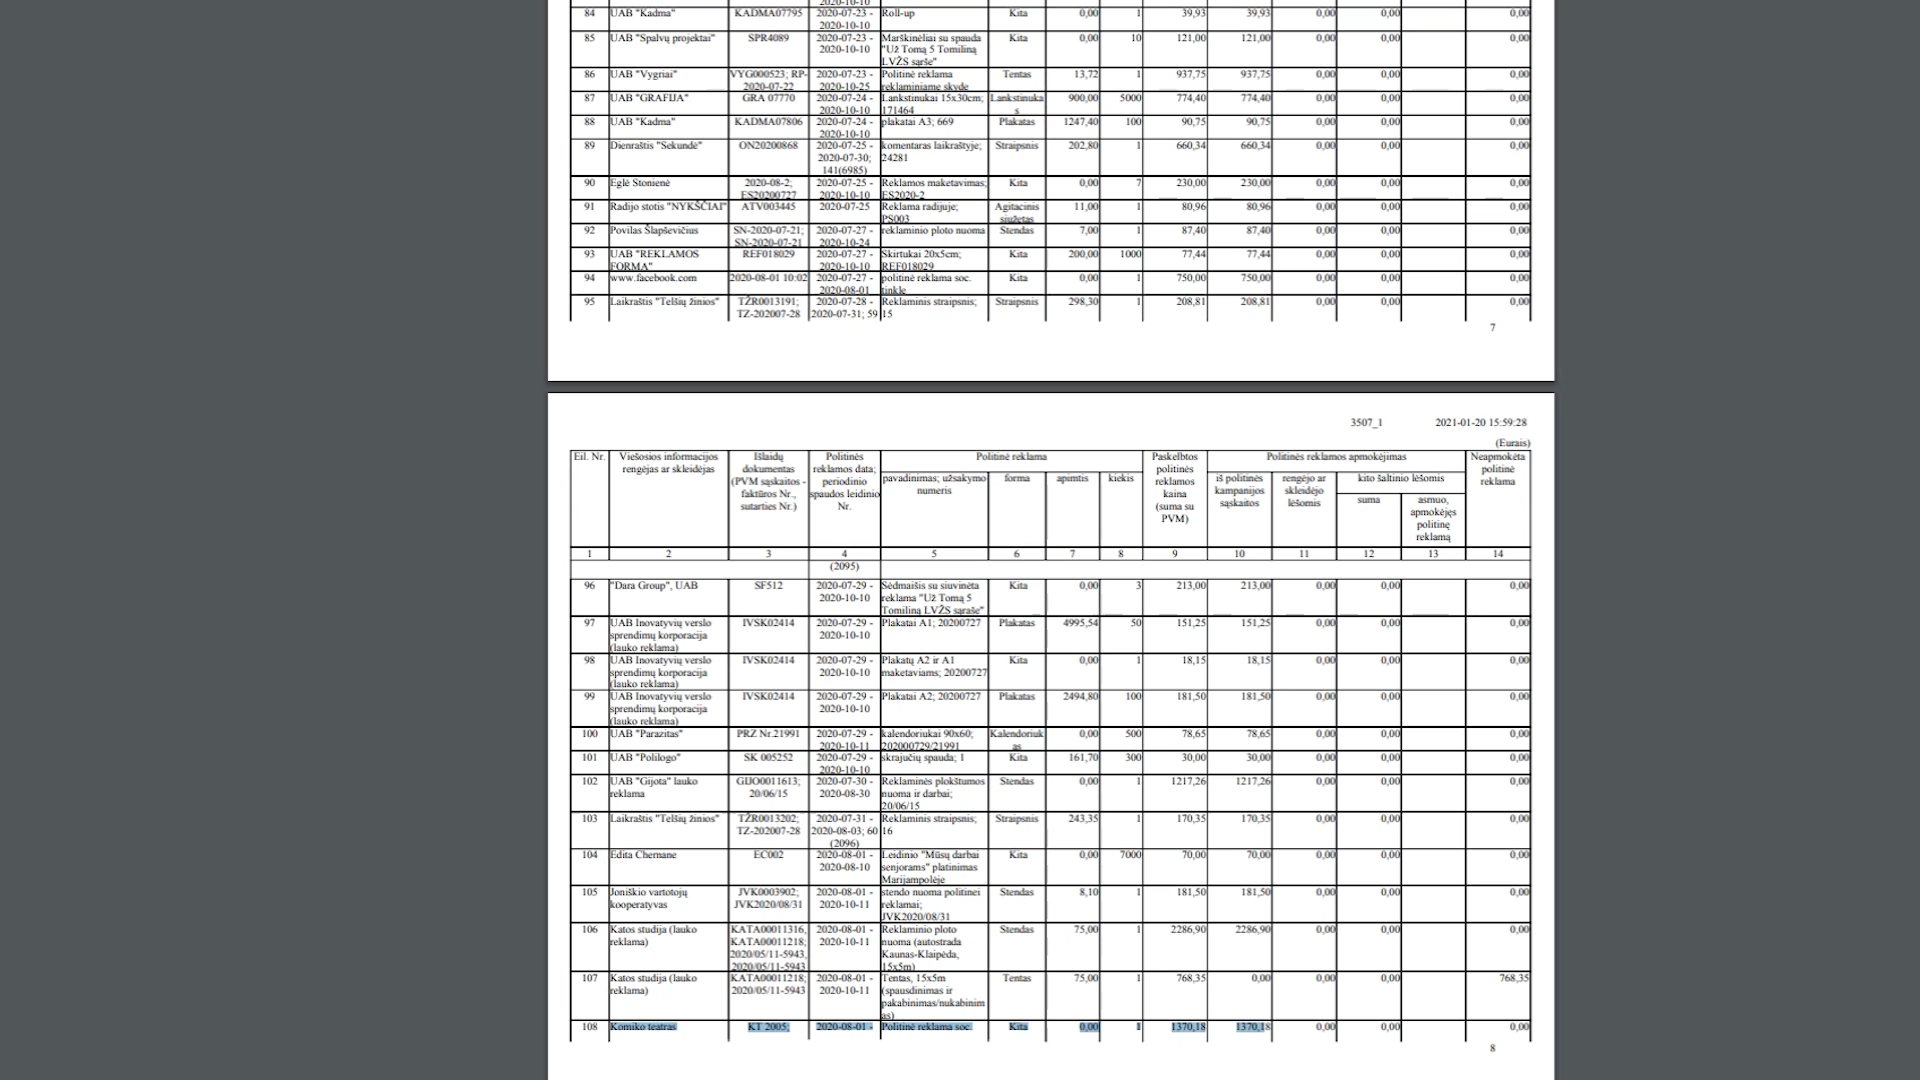 2020-10-10
84 UAB "Kadma" KADMA07795 2020-07-23 - Roll-up Kita 0,00 1 39,93 39,93 0,00 0,00 0,00
2020-10-10
85 UAB "Spalvų projektai" SPR4089 2020-07-23 - Marškinėliai su spauda Kita 0,00 10 121,00 121,00 0,00 0,00 0,00
2020-10-10 "Už Tomą 5 Tomiliną
LVŽS sąrše"
86 UAB "Vygriai" VYG000523; RP- 2020-07-23 - Politinė reklama Tentas 13,72 1 937,75 937,75 0,00 0,00 0,00
2020-07-22 2020-10-25 reklaminiame skyde
87 UAB "GRAFIJA" GRA 07770 2020-07-24 - Lankstinukai 15x30cm; Lankstinuka 900,00 5000 774,40 774,40 0,00 0,00 0,00
2020-10-10 171464 s
88 UAB "Kadma" KADMA07806 2020-07-24 - plakatai A3; 669 Plakatas 1247,40 100 90,75 90,75 0,00 0,00 0,00
2020-10-10
89 Dienraštis "Sekundė" ON20200868 2020-07-25 - komentaras laikraštyje; Straipsnis 202,80 1 660,34 660,34 0,00 0,00 0,00
2020-07-30; 24281
141(6985)
90 Eglė Stonienė 2020-08-2; 2020-07-25 - Reklamos maketavimas; Kita 0,00 7 230,00 230,00 0,00 0,00 0,00
ES20200727 2020-10-10 ES2020-2
91 Radijo stotis "NYKŠČIAI" ATV003445 2020-07-25 Reklama radijuje; Agitacinis 11,00 1 80,96 80,96 0,00 0,00 0,00
PS003 siužetas
92 Povilas Šlapševičius SN-2020-07-21; 2020-07-27 - reklaminio ploto nuoma Stendas 7,00 1 87,40 87,40 0,00 0,00 0,00
SN-2020-07-21 2020-10-24
93 UAB "REKLAMOS REF018029 2020-07-27 - Skirtukai 20x5cm; Kita 200,00 1000 77,44 77,44 0,00 0,00 0,00
FORMA" 2020-10-10 REF018029
94 www.facebook.com 2020-08-01 10:02 2020-07-27 - politinė reklama soc. Kita 0,00 1 750,00 750,00 0,00 0,00 0,00
2020-08-01 tinkle
95 Laikraštis "Telšių žinios" TŽR0013191; 2020-07-28 - Reklaminis straipsnis; Straipsnis 298,30 1 208,81 208,81 0,00 0,00 0,00
TZ-202007-28 2020-07-31; 59 15
7
3507_1 2021-01-20 15:59:28
(Eurais)
Eil. Nr. Viešosios informacijos Išlaidų Politinės Politinė reklama Paskelbtos Politinės reklamos apmokėjimas Neapmokėta
rengėjas ar skleidėjas dokumentas reklamos data; politinės politinė
(PVM sąskaitos - periodinio pavadinimas; užsakymo forma apimtis kiekis reklamos iš politinės rengėjo ar kito šaltinio lėšomis reklama
faktūros Nr., spaudos leidinio numeris kaina kampanijos skleidėjo
sutarties Nr.) Nr. (suma su sąskaitos lėšomis suma asmuo,
PVM) apmokėjęs
politinę
reklamą
1 2 3 4 5 6 7 8 9 10 11 12 13 14
(2095)
96 "Dara Group", UAB SF512 2020-07-29 - Sėdmaišis su siuvinėta Kita 0,00 3 213,00 213,00 0,00 0,00 0,00
2020-10-10 reklama "Už Tomą 5
Tomiliną LVŽS sąraše"
97 UAB Inovatyvių verslo IVSK02414 2020-07-29 - Plakatai A1; 20200727 Plakatas 4995,54 50 151,25 151,25 0,00 0,00 0,00
sprendimų korporacija 2020-10-10
(lauko reklama)
98 UAB Inovatyvių verslo IVSK02414 2020-07-29 - Plakatų A2 ir A1 Kita 0,00 1 18,15 18,15 0,00 0,00 0,00
sprendimų korporacija 2020-10-10 maketaviams; 20200727
(lauko reklama)
99 UAB Inovatyvių verslo IVSK02414 2020-07-29 - Plakatai A2; 20200727 Plakatas 2494,80 100 181,50 181,50 0,00 0,00 0,00
sprendimų korporacija 2020-10-10
(lauko reklama)
100 UAB "Parazitas" PRZ Nr.21991 2020-07-29 - kalendoriukai 90x60; Kalendoriuk 0,00 500 78,65 78,65 0,00 0,00 0,00
2020-10-11 202000729/21991 as
101 UAB "Polilogo" SK 005252 2020-07-29 - skrajučių spauda; 1 Kita 161,70 300 30,00 30,00 0,00 0,00 0,00
2020-10-10
102 UAB "Gijota" lauko GIJO0011613; 2020-07-30 - Reklaminės plokštumos Stendas 0,00 1 1217,26 1217,26 0,00 0,00 0,00
reklama 20/06/15 2020-08-30 nuoma ir darbai;
20/06/15
103 Laikraštis "Telšių žinios" TŽR0013202; 2020-07-31 - Reklaminis straipsnis; Straipsnis 243,35 1 170,35 170,35 0,00 0,00 0,00
TZ-202007-28 2020-08-03; 60 16
(2096)
104 Edita Chernane EC002 2020-08-01 - Leidinio "Mūsų darbai Kita 0,00 7000 70,00 70,00 0,00 0,00 0,00
2020-08-10 senjorams" platinimas
Marijampolėje
105 Joniškio vartotojų JVK0003902; 2020-08-01 - stendo nuoma politinei Stendas 8,10 1 181,50 181,50 0,00 0,00 0,00
kooperatyvas JVK2020/08/31 2020-10-11 reklamai;
JVK2020/08/31
106 Katos studija (lauko KATA00011316, 2020-08-01 - Reklaminio ploto Stendas 75,00 1 2286,90 2286,90 0,00 0,00 0,00
reklama) KATA00011218; 2020-10-11 nuoma (autostrada
2020/05/11-5943, Kaunas-Klaipėda,
2020/05/11-5943 15x5m)
107 Katos studija (lauko KATA00011218; 2020-08-01 - Tentas, 15x5m Tentas 75,00 1 768,35 0,00 0,00 0,00 768,35
reklama) 2020/05/11-5943 2020-10-11 (spausdinimas ir
pakabinimas/nukabinim
as)
108 Komiko teatras KT 2005; 2020-08-01 - Politinė reklama soc. Kita 0,00 1 1370,18 1370,18 0,00 0,00 0,00
8